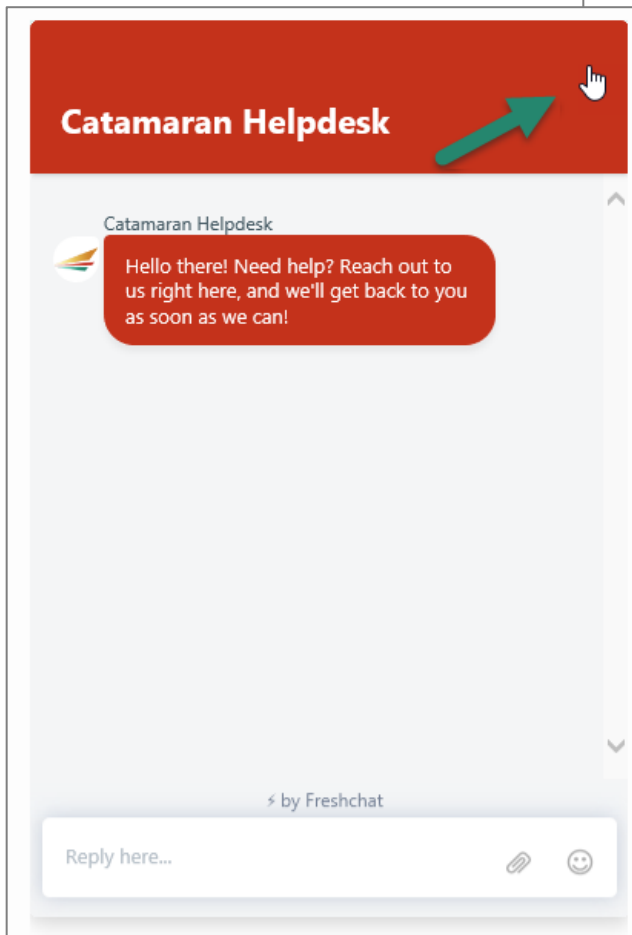 Catamaran Helpdesk
Catamaran Helpdesk
Hello there! Need help? Reach out to
us right here, and we'll get back to you
as soon as we can!
⚡ by Freshchat
Reply here...